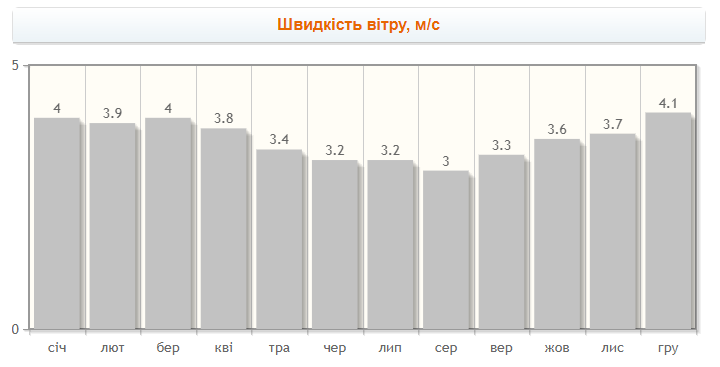 Швидкість вітру, м/с
5
4 3.9 4 3.8 3.4 3.2 3.2 3 3.3 3.6 3.7 4.1
0
січ лют бер кві тра чер лип сер вер жов лис гру